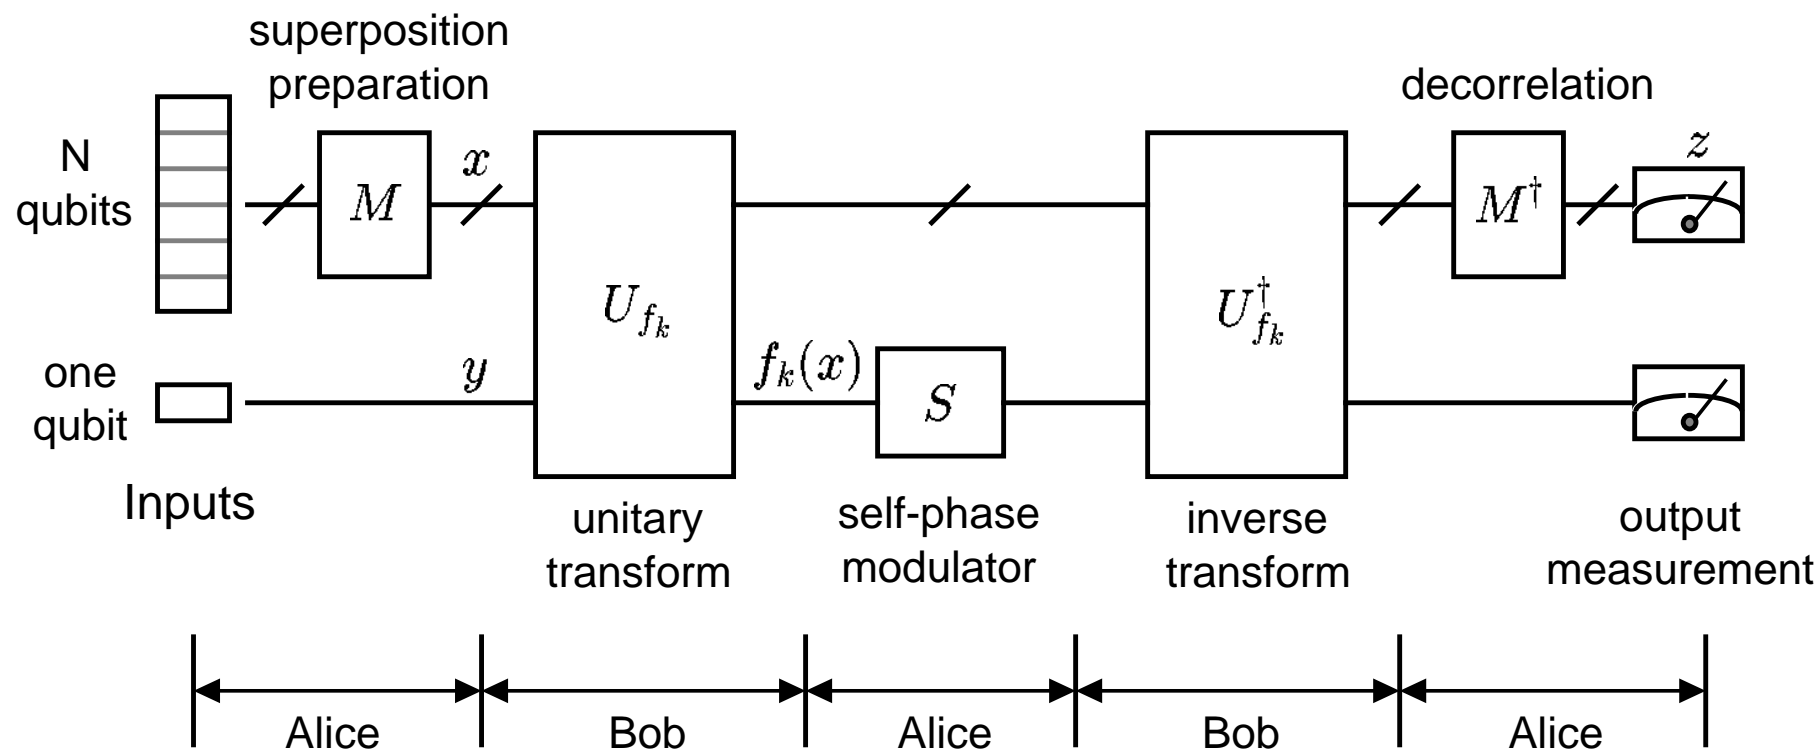 superposition
preparation
decorrelation
N
qubits
M
x
M†
z
U_{f_k}
U†_{f_k}
one
qubit
y
f_k(x)
S
Inputs
unitary
transform
self-phase
modulator
inverse
transform
output
measurement
Alice
Bob
Alice
Bob
Alice